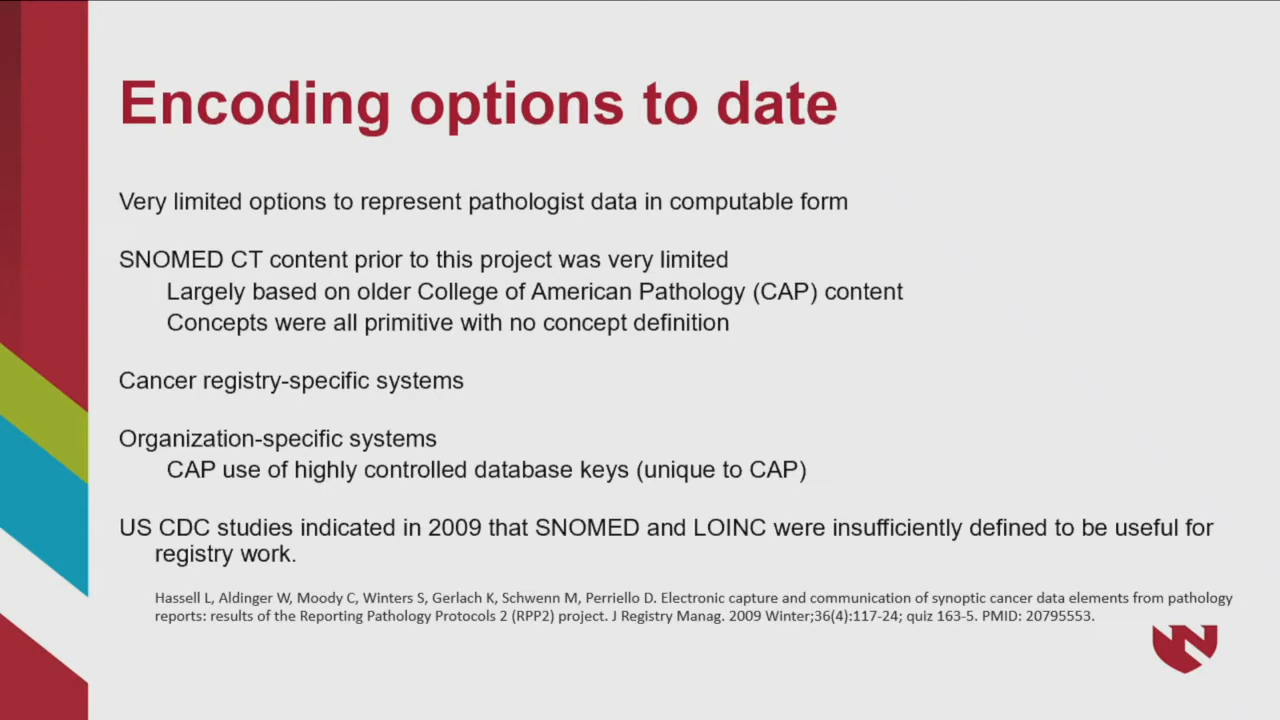 Encoding options to date
Very limited options to represent pathologist data in computable form
SNOMED CT content prior to this project was very limited
Largely based on older College of American Pathology (CAP) content
Concepts were all primitive with no concept definition
Cancer registry-specific systems
Organization-specific systems
CAP use of highly controlled database keys (unique to CAP)
US CDC studies indicated in 2009 that SNOMED and LOINC were insufficiently defined to be useful for
registry work.
Hassell L, Aldinger W, Moody C, Winters S, Gerlach K, Schwenn M, Perriello D. Electronic capture and communication of synoptic cancer data elements from pathology
reports: results of the Reporting Pathology Protocols 2 (RPP2) project. J Registry Manag. 2009 Winter;36(4):117-24; quiz 163-5. PMID: 20795553.